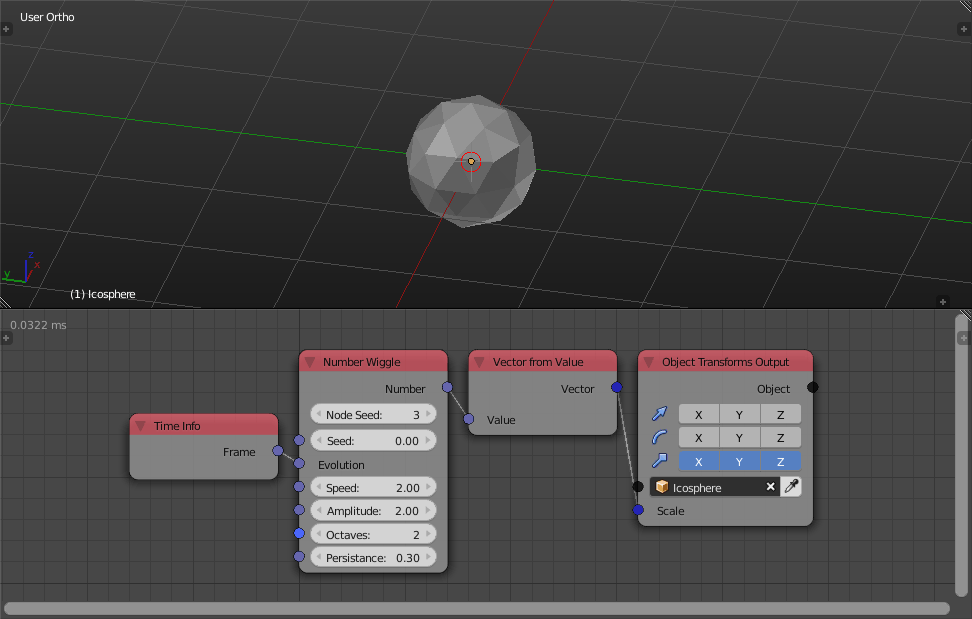 User Ortho
z
x
y
(1) Icosphere
0.0322 ms
Time Info
Frame
Number Wiggle
Number
Node Seed: 3
Seed: 0.00
Evolution
Speed: 2.00
Amplitude: 2.00
Octaves: 2
Persistance: 0.30
Vector from Value
Vector
Value
Object Transforms Output
Object
X Y Z
X Y Z
X Y Z
Icosphere
Scale